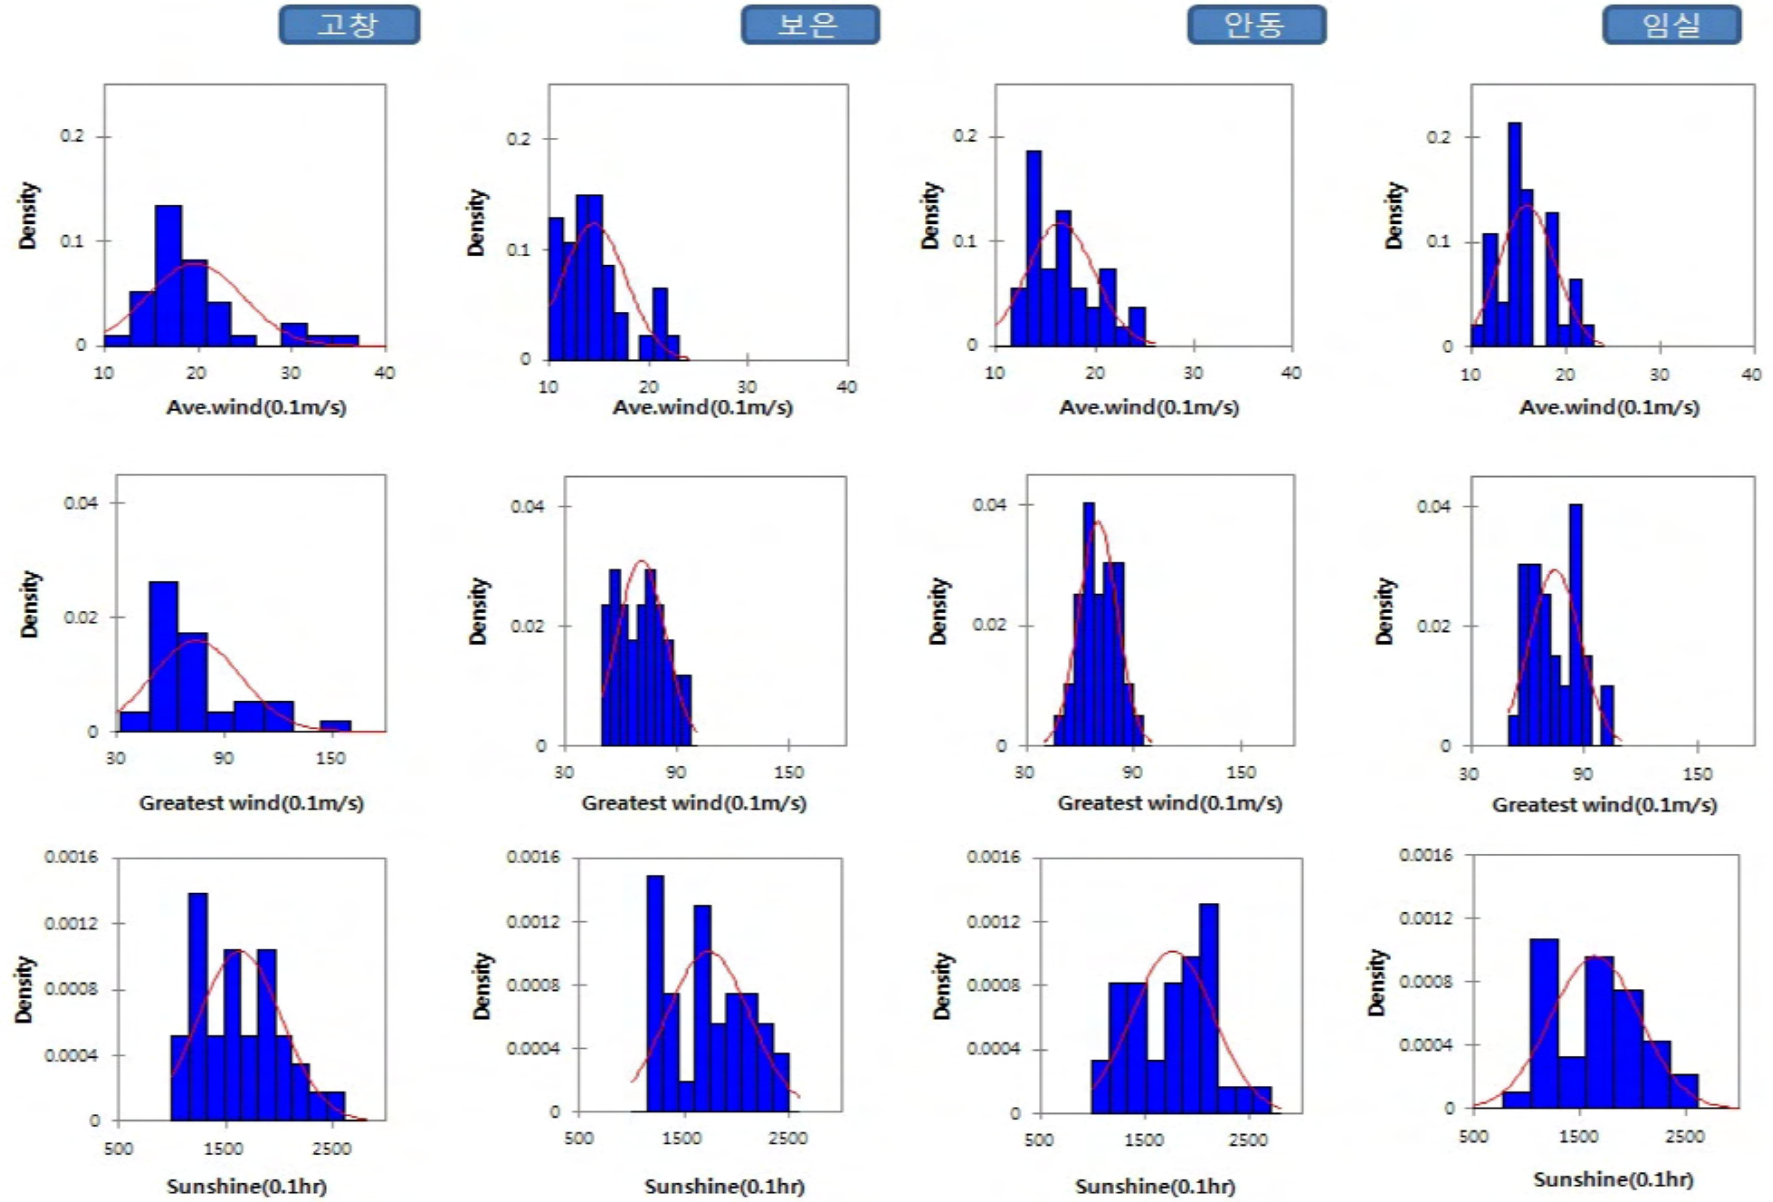 고창 보은 안동 임실
0.2 0.2 0.2 0.2
Density Density Density Density
0.1 0.1 0.1 0.1
0 0 0 0
10 20 30 40 10 20 30 40 10 20 30 40 10 20 30 40
Ave.wind(0.1m/s) Ave.wind(0.1m/s) Ave.wind(0.1m/s) Ave.wind(0.1m/s)
0.04 0.04 0.04 0.04
Density Density Density Density
0.02 0.02 0.02 0.02
0 0 0 0
30 90 150 30 90 150 30 90 150 30 90 150
Greatest wind(0.1m/s) Greatest wind(0.1m/s) Greatest wind(0.1m/s) Greatest wind(0.1m/s)
0.0016 0.0016 0.0016 0.0016
0.0012 0.0012 0.0012 0.0012
Density Density Density Density
0.0008 0.0008 0.0008 0.0008
0.0004 0.0004 0.0004 0.0004
0 0 0 0
500 1500 2500 500 1500 2500 500 1500 2500 500 1500 2500
Sunshine(0.1hr) Sunshine(0.1hr) Sunshine(0.1hr) Sunshine(0.1hr)